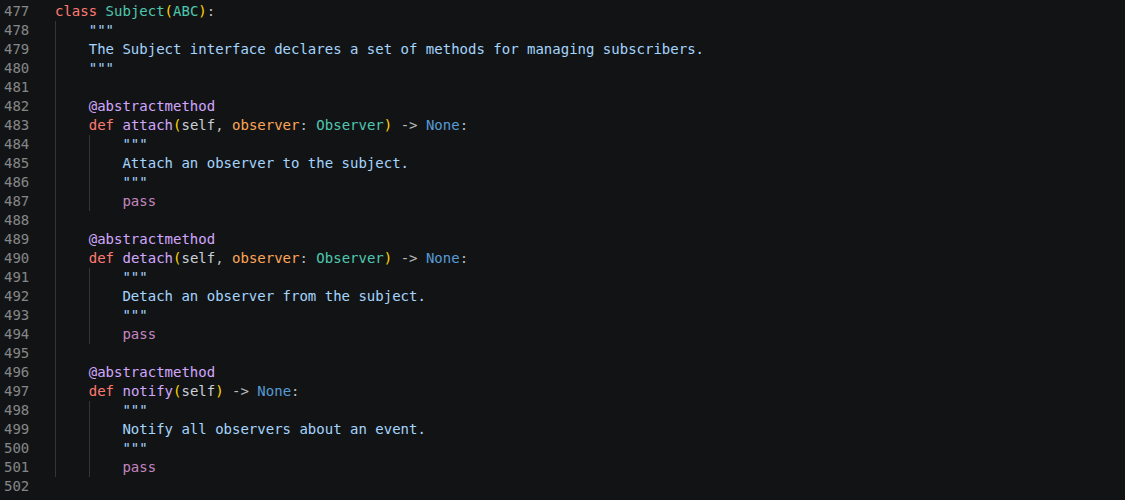 477 class Subject(ABC):
478     """
479     The Subject interface declares a set of methods for managing subscribers.
480     """
481
482     @abstractmethod
483     def attach(self, observer: Observer) -> None:
484         """
485         Attach an observer to the subject.
486         """
487         pass
488
489     @abstractmethod
490     def detach(self, observer: Observer) -> None:
491         """
492         Detach an observer from the subject.
493         """
494         pass
495
496     @abstractmethod
497     def notify(self) -> None:
498         """
499         Notify all observers about an event.
500         """
501         pass
502